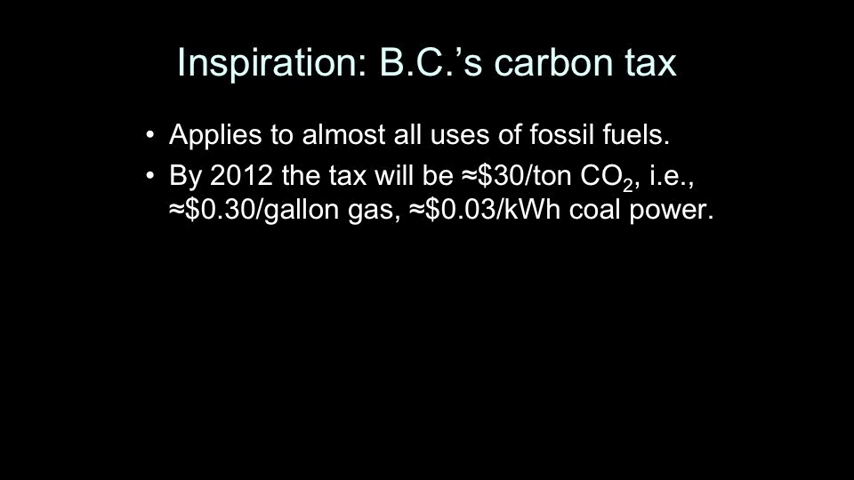 Inspiration: B.C.’s carbon tax
• Applies to almost all uses of fossil fuels.
• By 2012 the tax will be ≈$30/ton CO₂, i.e.,
≈$0.30/gallon gas, ≈$0.03/kWh coal power.